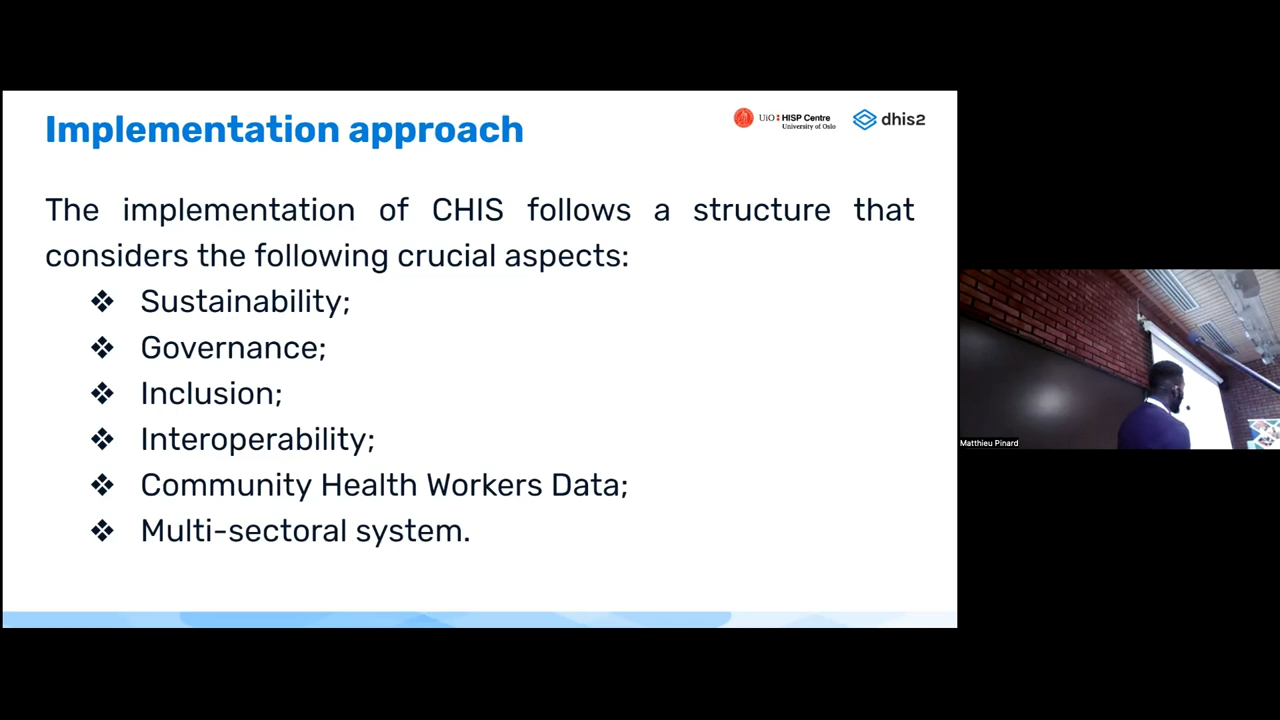 Implementation approach
UiO HISP Centre
University of Oslo
dhis2
The implementation of CHIS follows a structure that
considers the following crucial aspects:
❖ Sustainability;
❖ Governance;
❖ Inclusion;
❖ Interoperability;
❖ Community Health Workers Data;
❖ Multi-sectoral system.
Matthieu Pinard